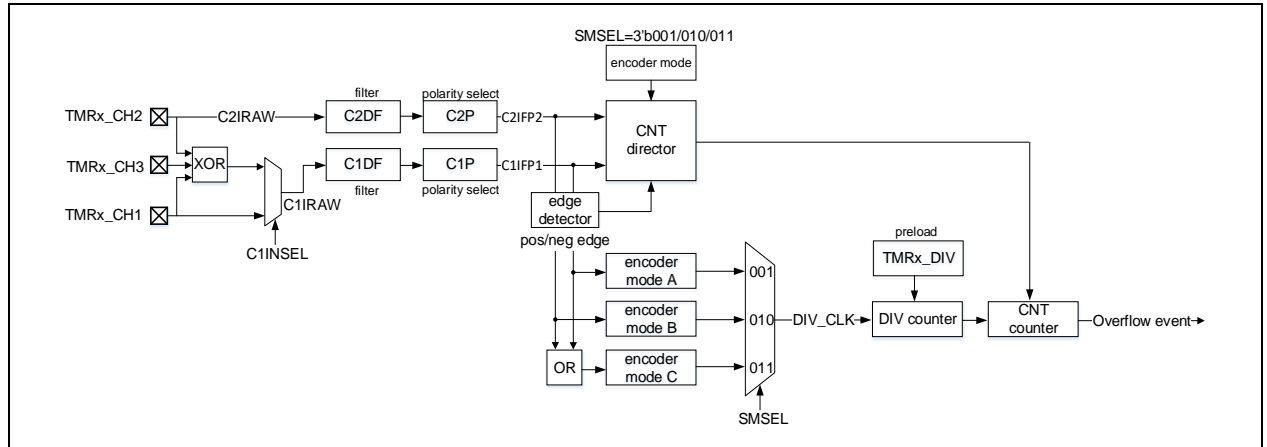 SMSEL=3'b001/010/011
encoder mode
filter
polarity select
TMRx_CH2
C2IRAW
C2DF
C2P
C2IFP2
CNT
director
TMRx_CH3
XOR
C1DF
C1P
C1IFP1
C1IRAW
filter
polarity select
TMRx_CH1
edge
detector
C1INSEL
pos/neg edge
preload
encoder
mode A
001
TMRx_DIV
encoder
mode B
010
DIV_CLK
DIV counter
CNT
counter
Overflow event
OR
encoder
mode C
011
SMSEL